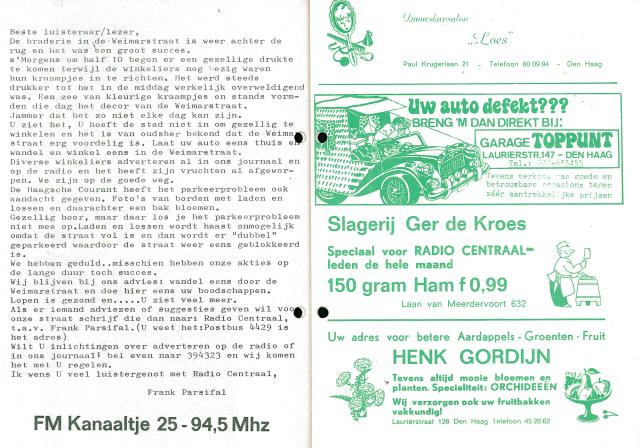 Beste luisteraar/lezer,
De braderie in de Weimarstraat is weer achter de
rug en het was een groot succes.
s'Morgens om half 10 begon er een gezellige drukte
te komen terwijl de winkeliers nog bezig waren
hun kraampjes in te richten. Het werd steeds
drukker tot het in de middag werkelijk overweldigend
was. Een zee van kleurige kraampjes en stands vorm-
den die dag het decor van de Weimarstraat.
Jammer dat het zo niet elke dag kan zijn.
U ziet het, U hoeft de stad niet in om gezellig te
winkelen en het is van oudsher bekend dat de Weimar
straat erg voordelig is. Laat uw auto eens thuis en
wandel en winkel eens in de Weimarstraat.
Diverse winkeliers adverteren al in ons journaal en
op de radio en het heeft zijn vruchten al afgewor-
pen. We zijn op de goede weg.
De Haagsche Courant heeft het parkeerprobleem ook
aandacht gegeven. Foto's van borden met laden en
lossen en daarachter een bak bloemen.
Gezellig hoor, maar daar los je het parkeerprobleem
niet mee op.Laden en lossen wordt haast onmogelijk
omdat de straat vol is en dan wordt er "dubbel"
geparkeerd waardoor de straat weer eens geblokkeerd
is.
We hebben geduld..misschien hebben onze akties op
de lange duur toch succes.
Wij blijven bij ons advies: wandel eens door de
Weimarstraat en doe hier eens uw boodschappen.
Lopen is gezond en.....U ziet veel meer.
Als er iemand adviezen of suggesties geven wil voor
onze straat schrijf die dan naar: Radio Centraal,
t.a.v. Frank Parsifal.(U weet het:Postbus 4429 is
het adres)
Wilt U inlichtingen over adverteren op de radio of
in ons journaal? bel even naar 394323 en wij komen
het met U regelen.
Ik wens U veel luistergenot met Radio Centraal,
Frank Parsifal
FM Kanaaltje 25 - 94,5 Mhz
Dameskapsalon
„Loes"
Paul Krugerlaan 21 - Telefoon 60 09 94 - Den Haag
Uw auto defekt???
BRENG 'M DAN DIREKT BIJ:
GARAGE TOPPUNT
LAURIERSTR.147 - DEN HAAG
Tel.:
Tevens verkoop van goede en
betrouwbare occasions tegen
zéér aantrekkelijke prijzen
Slagerij Ger de Kroes
Speciaal voor RADIO CENTRAAL-
leden de hele maand
150 gram Ham f 0,99
Laan van Meerdervoort 632
Uw adres voor betere Aardappels - Groenten - Fruit
HENK GORDIJN
Tevens altijd mooie bloemen en
planten. Specialiteit: ORCHIDEEËN
Wij verzorgen ook uw fruitbakken
vakkundig!
Laurierstraat 126 Den Haag Tel. 45 26 62